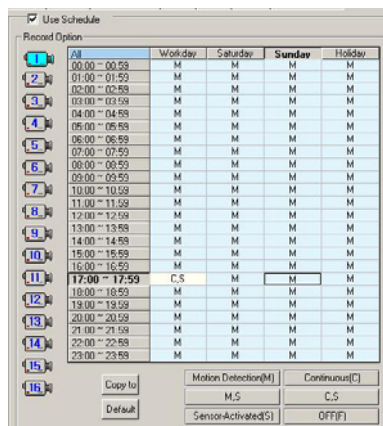 Use Schedule
Record Option
All Workday Saturday Sunday Holiday
00:00 ~ 00:59 M M M M
01:00 ~ 01:59 M M M M
02:00 ~ 02:59 M M M M
03:00 ~ 03:59 M M M M
04:00 ~ 04:59 M M M M
05:00 ~ 05:59 M M M M
06:00 ~ 06:59 M M M M
07:00 ~ 07:59 M M M M
08:00 ~ 08:59 M M M M
09:00 ~ 09:59 M M M M
10:00 ~ 10:59 M M M M
11:00 ~ 11:59 M M M M
12:00 ~ 12:59 M M M M
13:00 ~ 13:59 M M M M
14:00 ~ 14:59 M M M M
15:00 ~ 15:59 M M M M
16:00 ~ 16:59 M M M M
17:00 ~ 17:59 C,S M M M
18:00 ~ 18:59 M M M M
19:00 ~ 19:59 M M M M
20:00 ~ 20:59 M M M M
21:00 ~ 21:59 M M M M
22:00 ~ 22:59 M M M M
23:00 ~ 23:59 M M M M
1
2
3
4
5
6
7
8
9
10
11
12
13
14
15
16
Copy to
Default
Motion Detection(M) Continuous(C)
M,S C,S
Sensor-Activated(S) OFF(F)